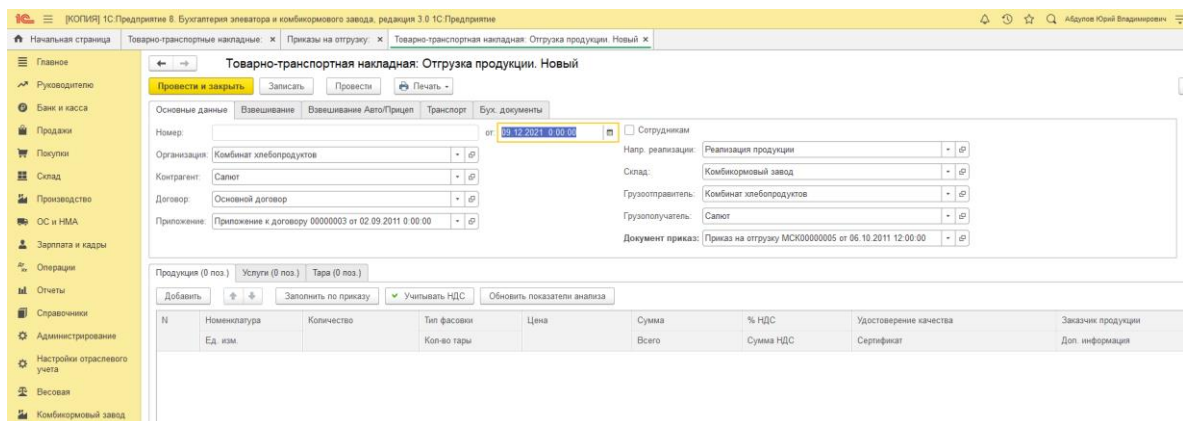 1С [КОПИЯ] 1С:Предприятие 8. Бухгалтерия элеватора и комбикормового завода, редакция 3.0 1С:Предприятие Абдулов Юрий Владимирович
Начальная страница Товарно-транспортные накладные: × Приказы на отгрузку: × Товарно-транспортная накладная: Отгрузка продукции. Новый ×
Главное
Руководителю
Банк и касса
Продажи
Покупки
Склад
Производство
ОС и НМА
Зарплата и кадры
Операции
Отчеты
Справочники
Администрирование
Настройки отраслевого
учета
Весовая
Комбикормовый завод
Товарно-транспортная накладная: Отгрузка продукции. Новый
Провести и закрыть Записать Провести Печать
Основные данные Взвешивание Взвешивание Авто/Прицеп Транспорт Бух. документы
Номер: от: 09.12.2021 0:00:00 Сотрудникам
Организация: Комбинат хлебопродуктов Напр. реализации: Реализация продукции
Контрагент: Салют Склад: Комбикормовый завод
Договор: Основной договор Грузоотправитель: Комбинат хлебопродуктов
Приложение: Приложение к договору 00000003 от 02.09.2011 0:00:00 Грузополучатель: Салют
Документ приказ: Приказ на отгрузку МСК00000005 от 06.10.2011 12:00:00
Продукция (0 поз.) Услуги (0 поз.) Тара (0 поз.)
Добавить Заполнить по приказу Учитывать НДС Обновить показатели анализа
N Номенклатура Количество Тип фасовки Цена Сумма % НДС Удостоверение качества Заказчик продукции
Ед. изм. Кол-во тары Всего Сумма НДС Сертификат Доп. информация